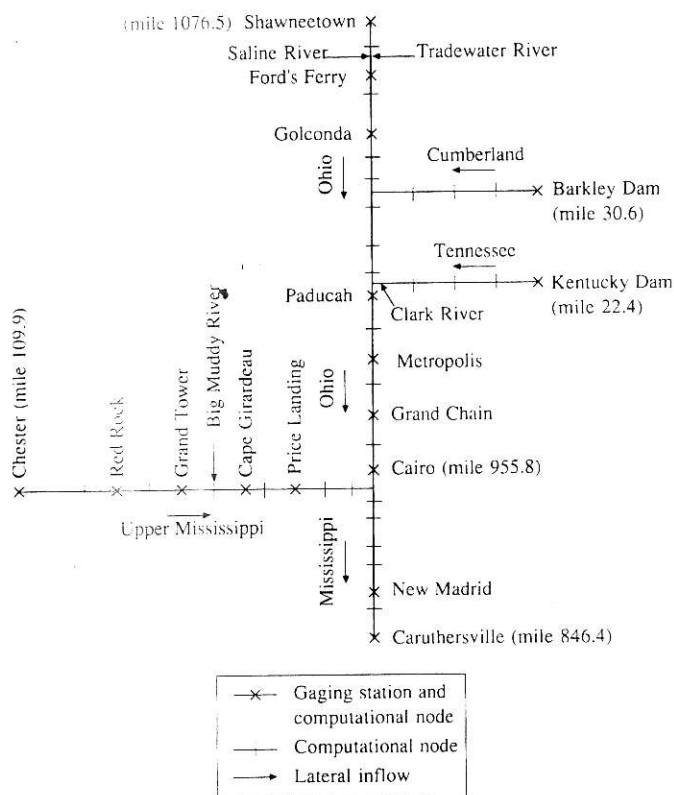 (mile 1076.5) Shawneetown
Saline River
Tradewater River
Ford's Ferry
Golconda
Ohio
Cumberland
Barkley Dam
(mile 30.6)
Tennessee
Kentucky Dam
(mile 22.4)
Paducah
Clark River
Metropolis
Ohio
Grand Chain
Cairo (mile 955.8)
Chester (mile 109.9)
Red Rock
Grand Tower
Big Muddy River
Cape Girardeau
Price Landing
Upper Mississippi
Mississippi
New Madrid
Caruthersville (mile 846.4)
Gaging station and
computational node
Computational node
Lateral inflow